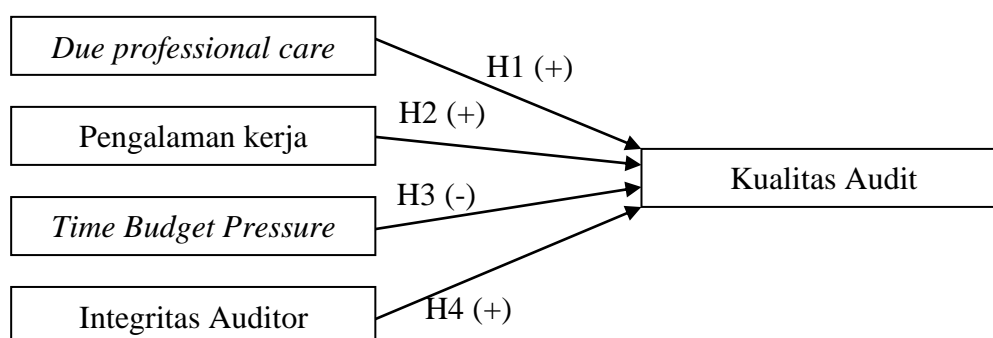 Due professional care
H1 (+)
Pengalaman kerja
H2 (+)
Kualitas Audit
Time Budget Pressure
H3 (-)
Integritas Auditor
H4 (+)